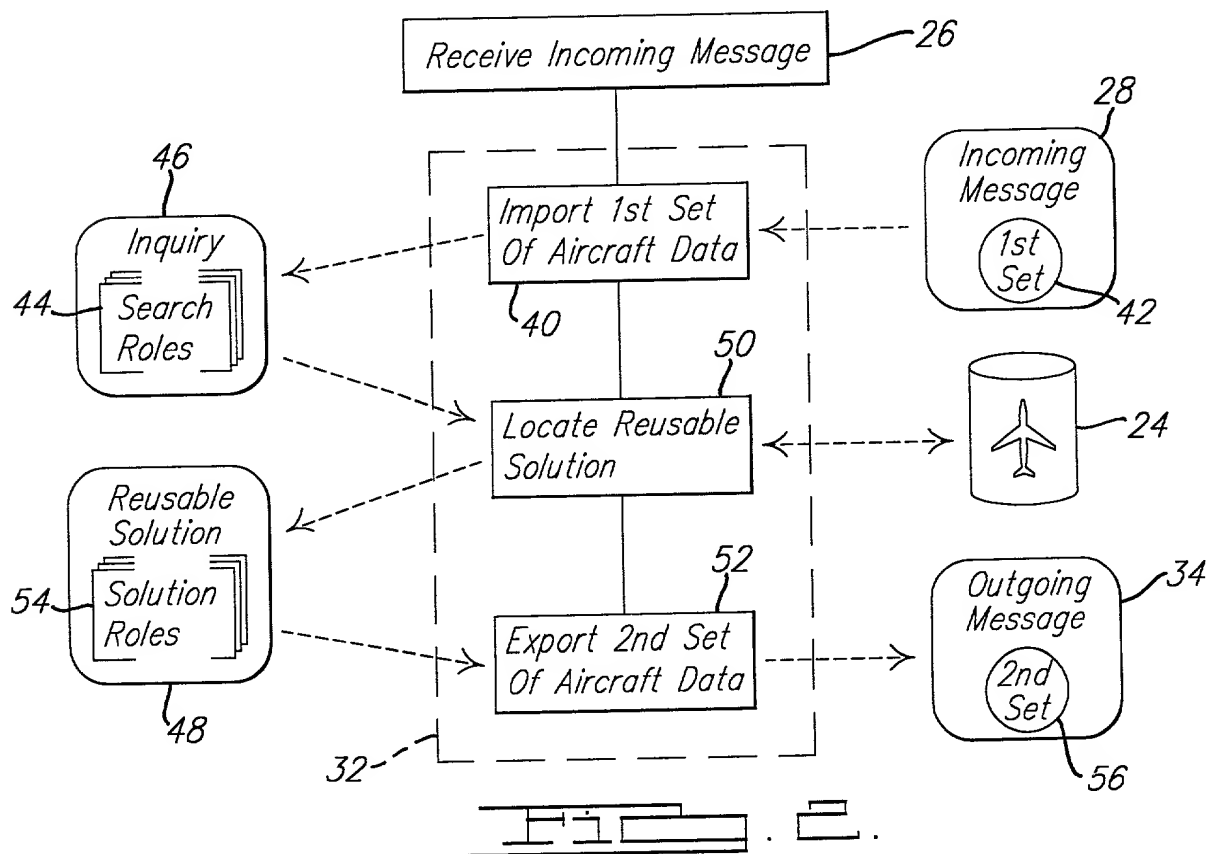 Receive Incoming Message
26
28
Incoming
Message
1st
Set
42
46
Inquiry
44
Search
Roles
Import 1st Set
Of Aircraft Data
40
50
Locate Reusable
Solution
24
Reusable
Solution
54
Solution
Roles
48
52
Export 2nd Set
Of Aircraft Data
32
34
Outgoing
Message
2nd
Set
56